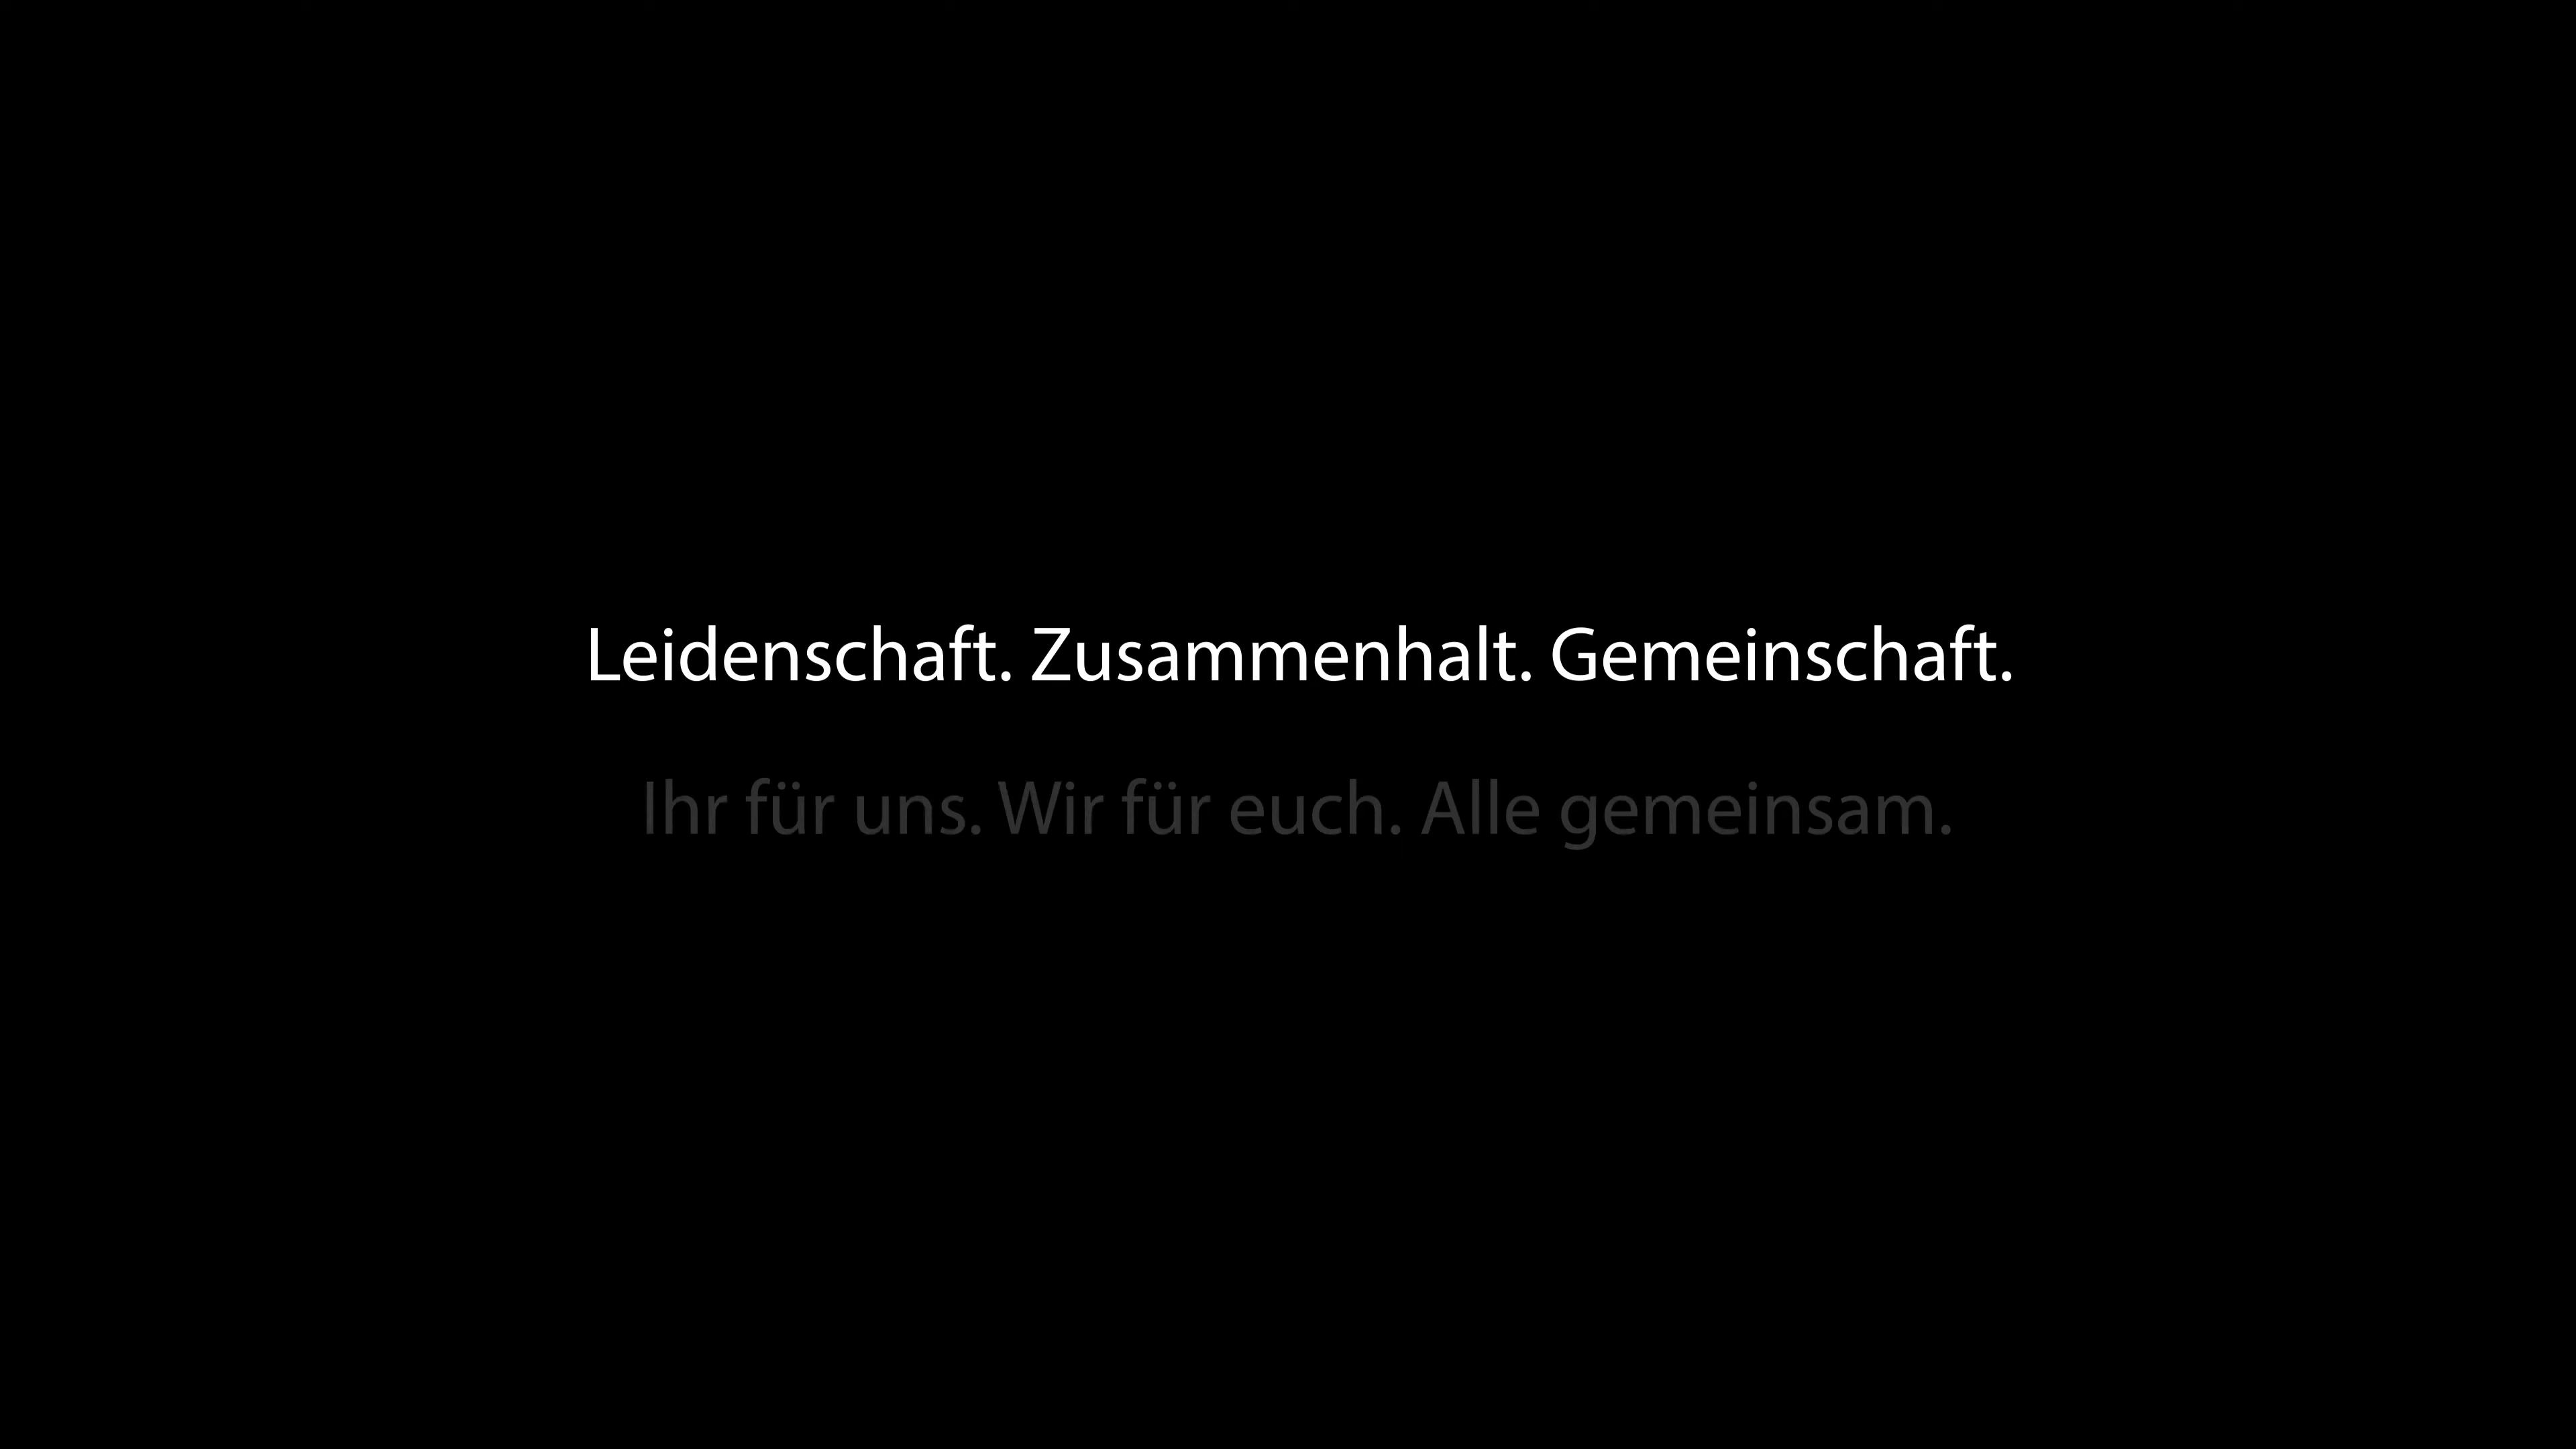 Leidenschaft. Zusammenhalt. Gemeinschaft.
Ihr für uns. Wir für euch. Alle gemeinsam.